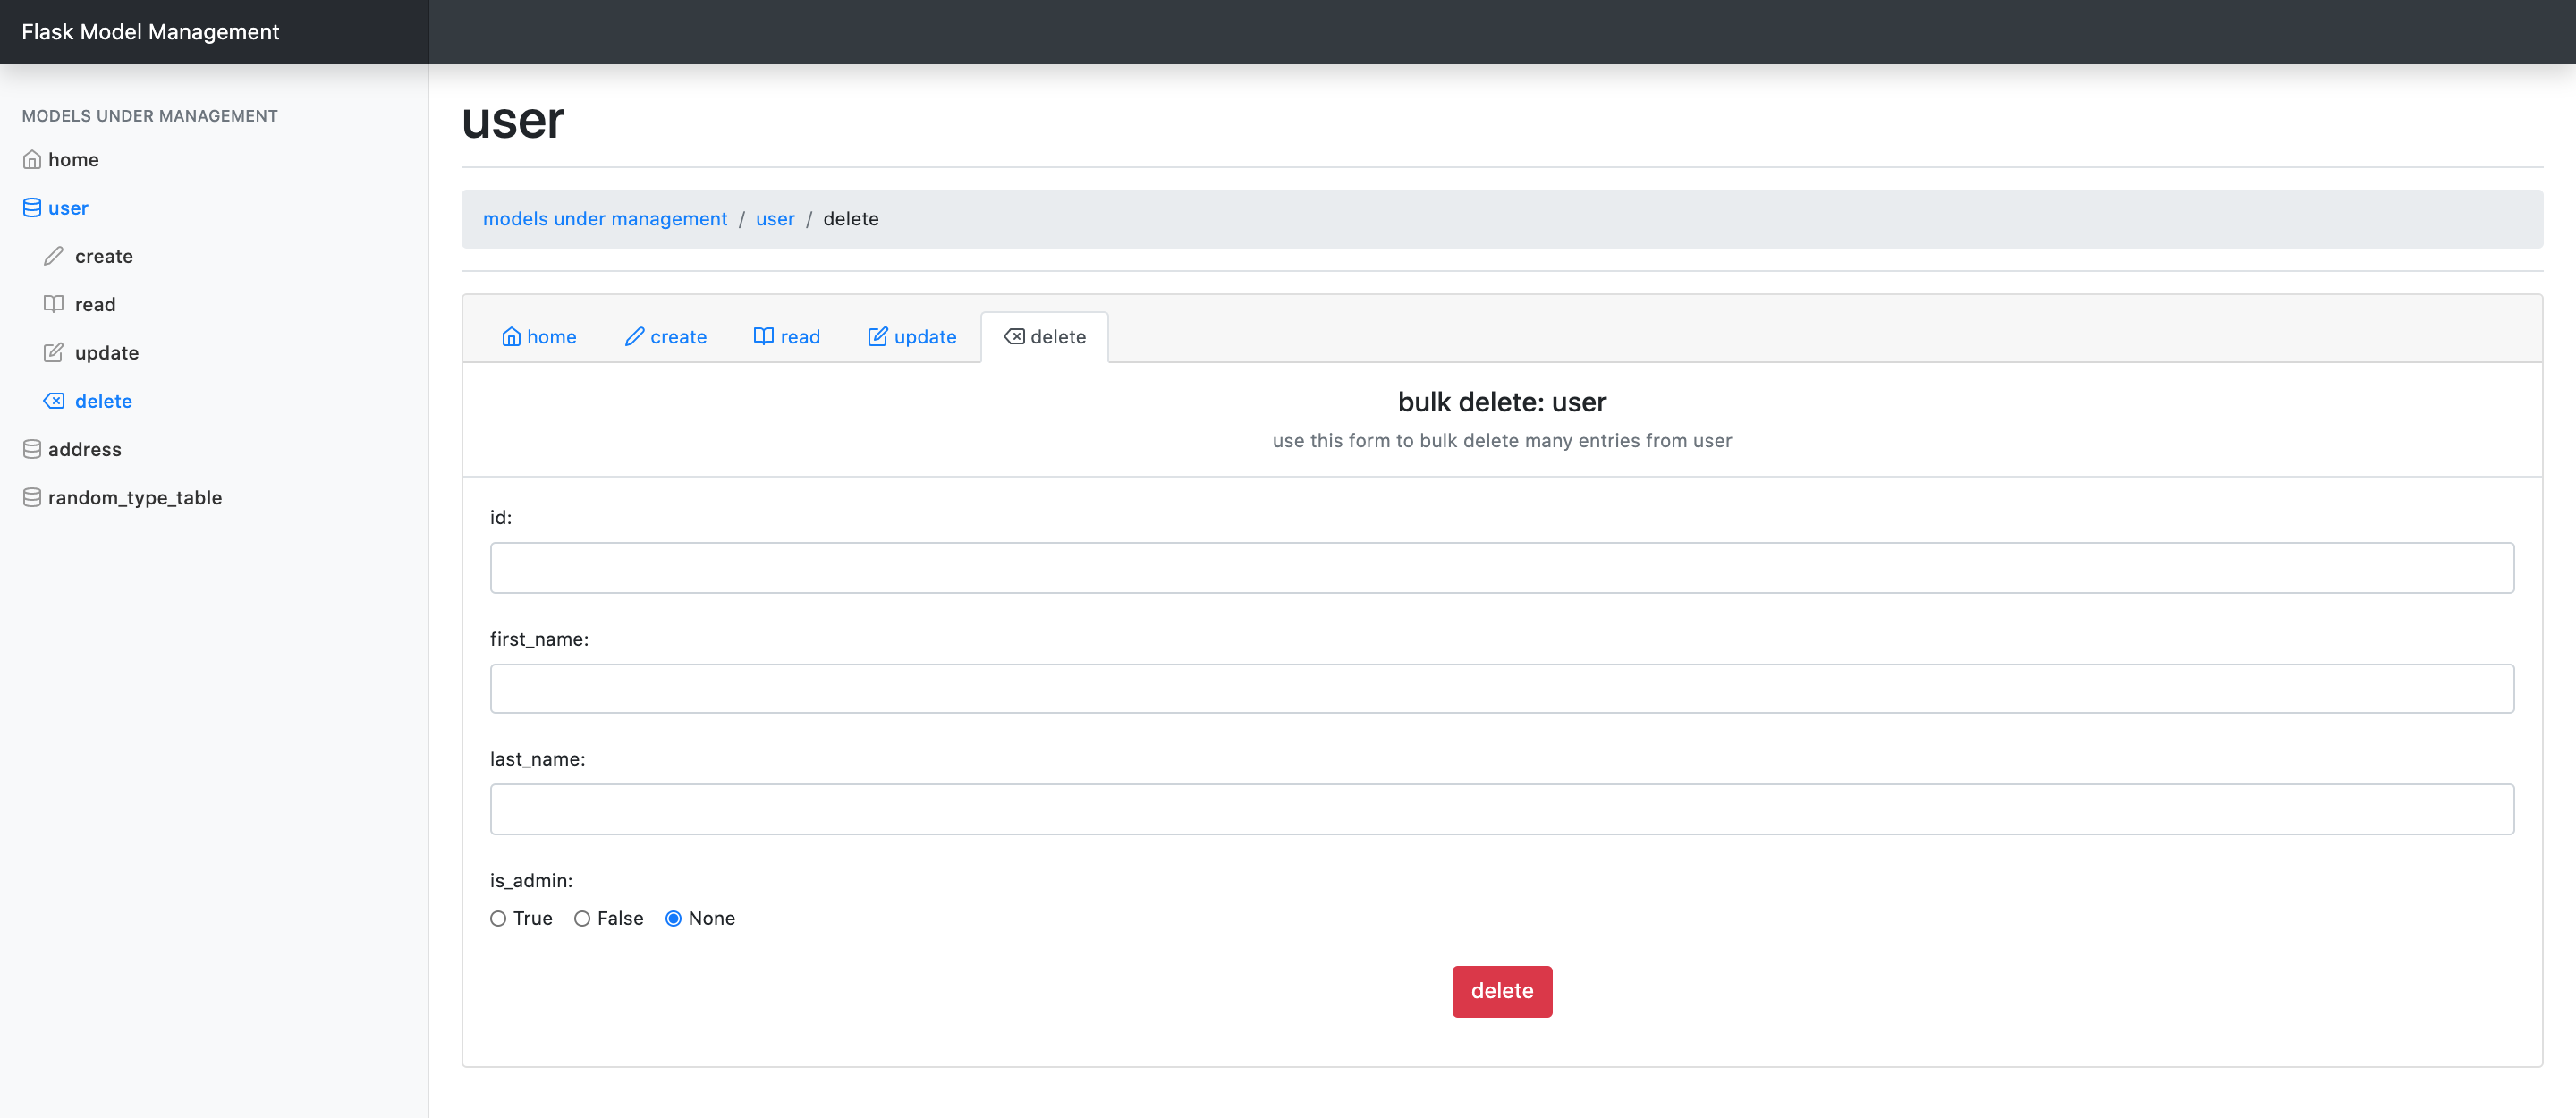 Flask Model Management
MODELS UNDER MANAGEMENT
home
user
create
read
update
delete
address
random_type_table
user
models under management / user / delete
home create read update delete
bulk delete: user
use this form to bulk delete many entries from user
id:
first_name:
last_name:
is_admin:
True False None
delete